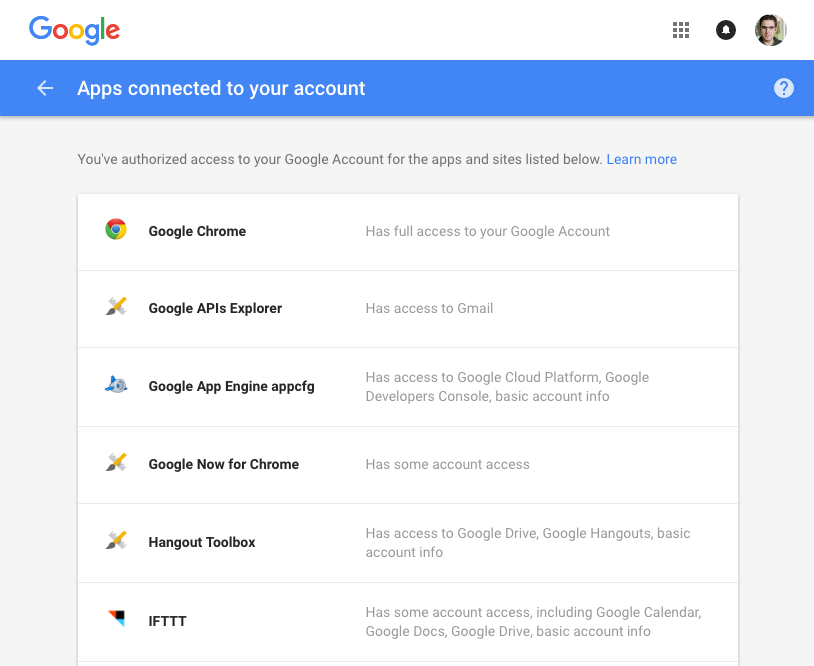 Google
Apps connected to your account
?
You've authorized access to your Google Account for the apps and sites listed below. Learn more
Google Chrome
Has full access to your Google Account
Google APIs Explorer
Has access to Gmail
Google App Engine appcfg
Has access to Google Cloud Platform, Google
Developers Console, basic account info
Google Now for Chrome
Has some account access
Hangout Toolbox
Has access to Google Drive, Google Hangouts, basic
account info
IFTTT
Has some account access, including Google Calendar,
Google Docs, Google Drive, basic account info